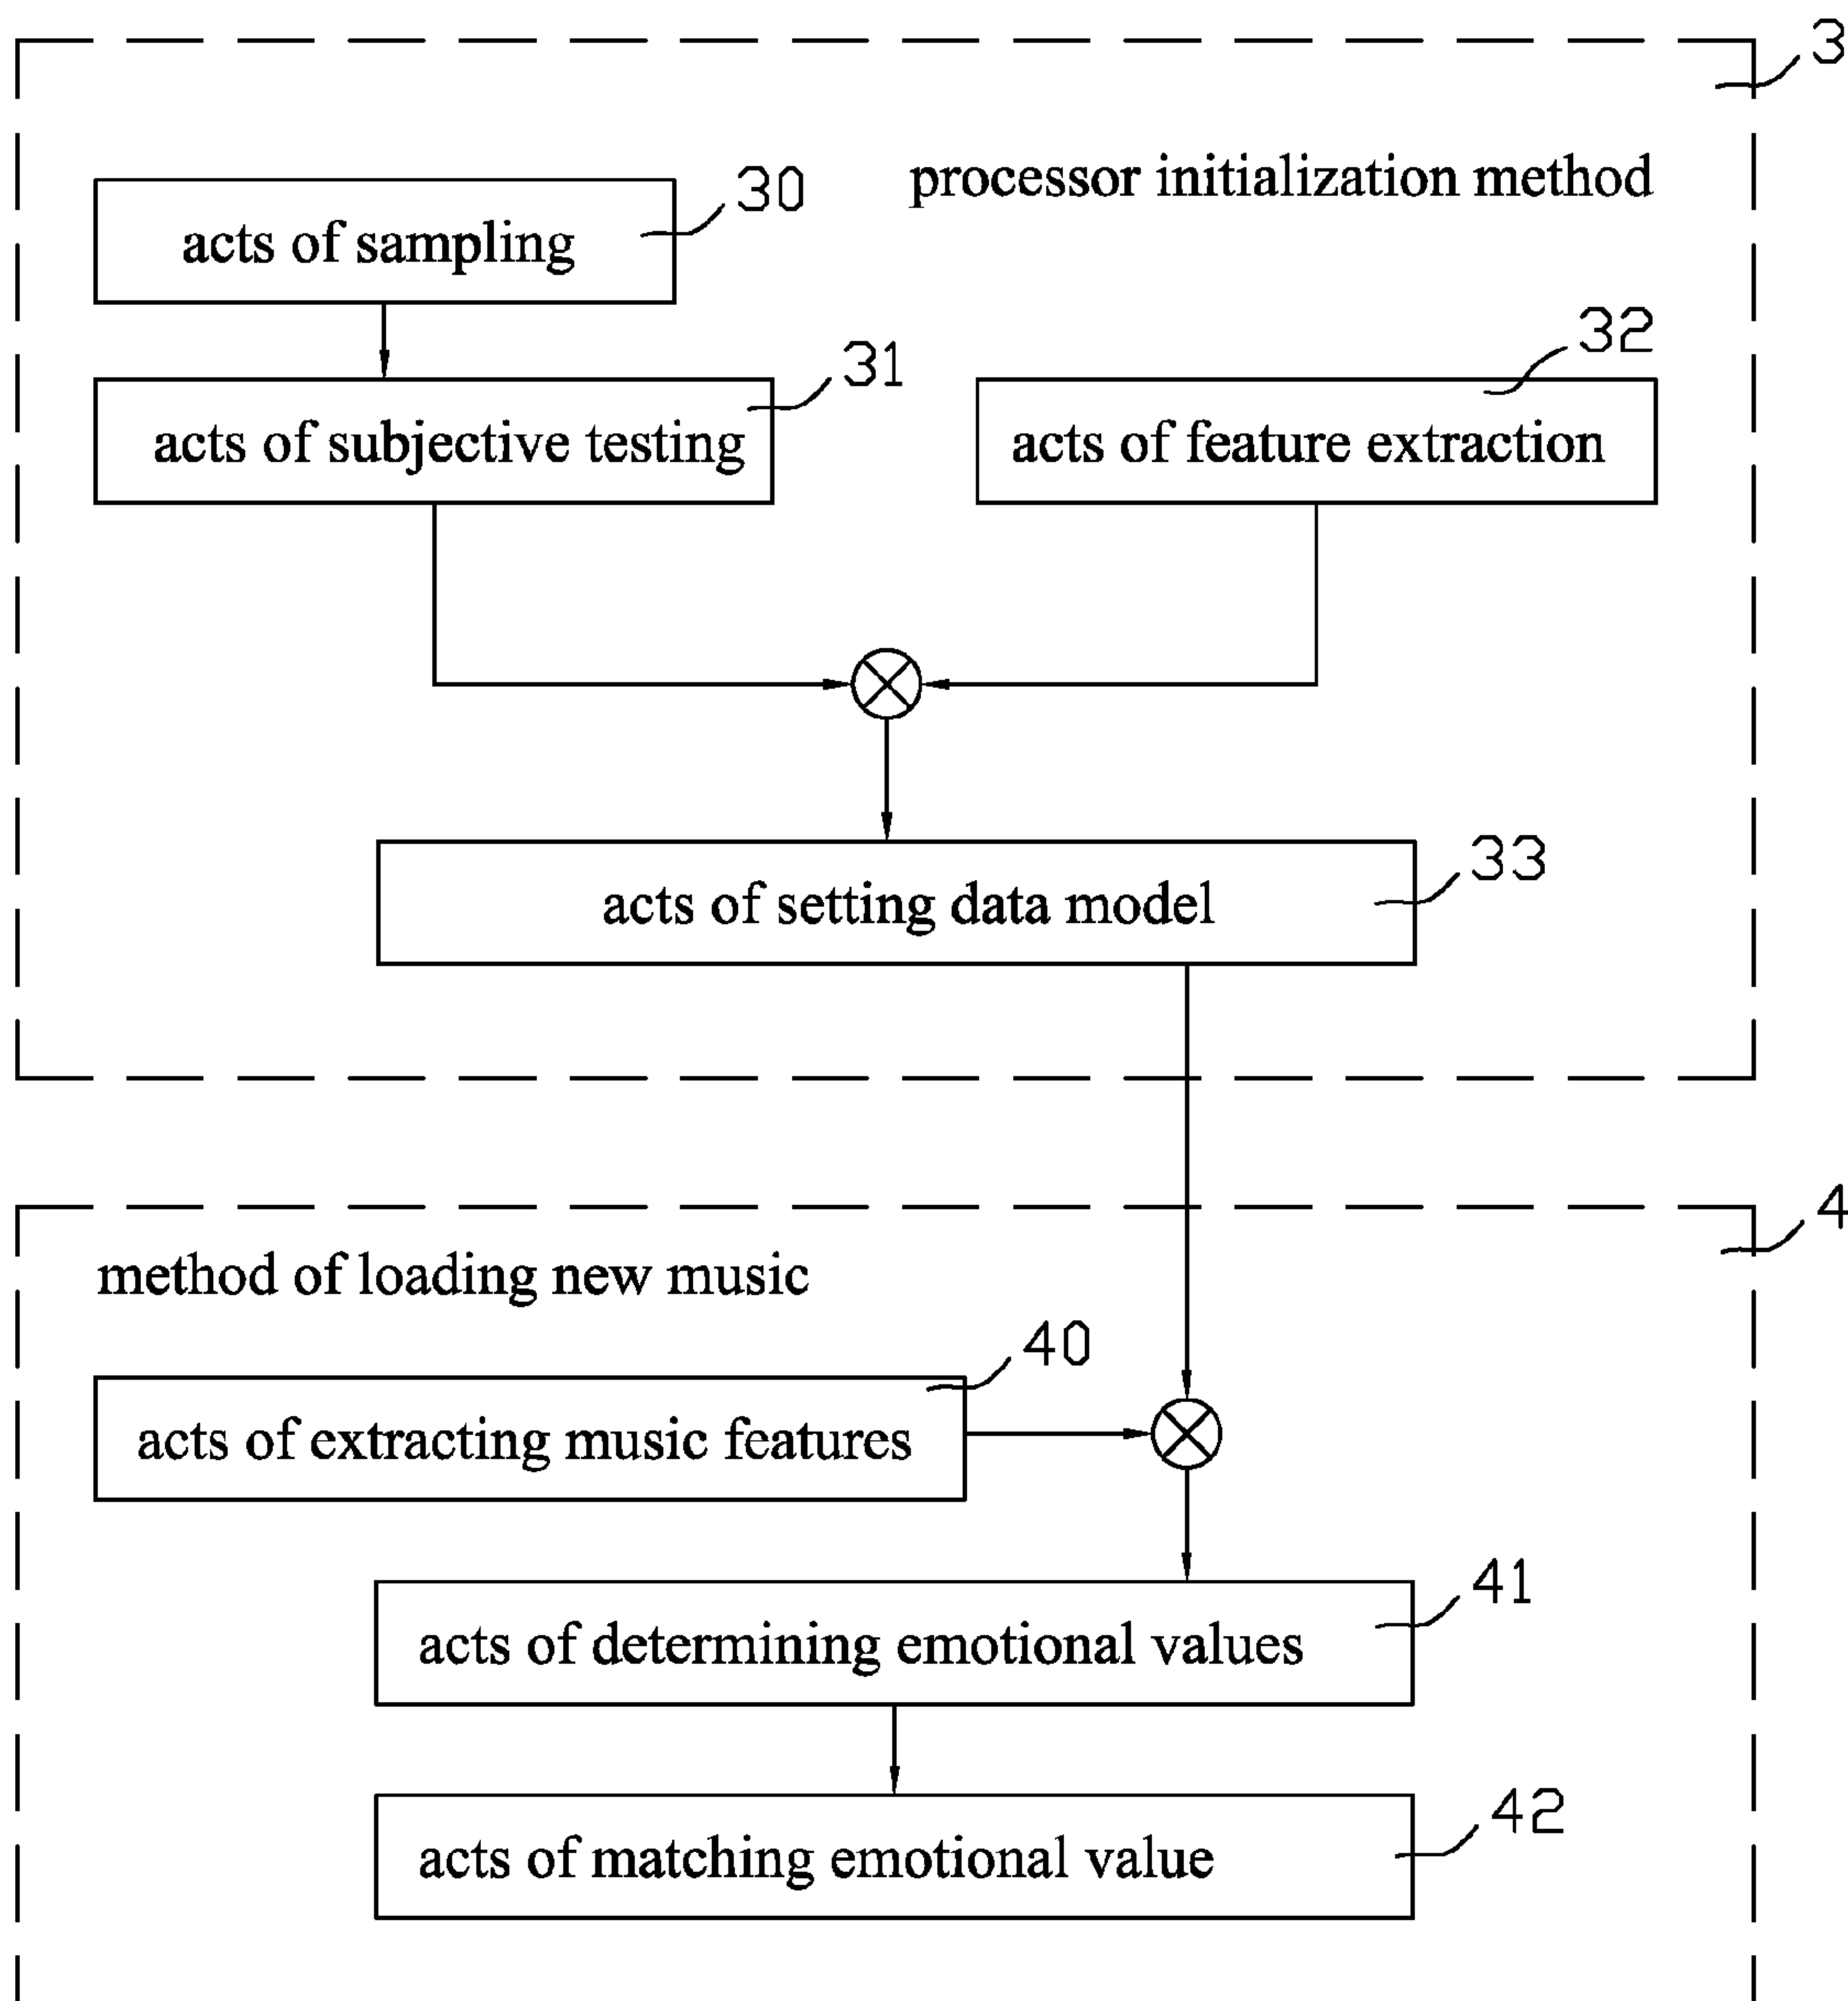 3
processor initialization method
30
acts of sampling
31
acts of subjective testing
32
acts of feature extraction
33
acts of setting data model
4
method of loading new music
40
acts of extracting music features
41
acts of determining emotional values
42
acts of matching emotional value